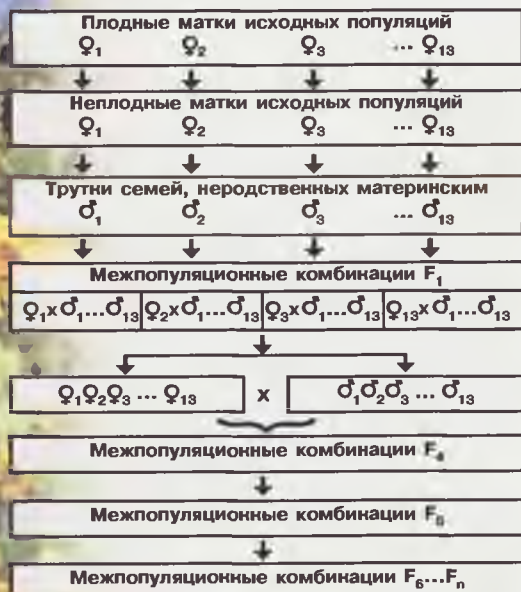 Плодные матки исходных популяций
♀1 ♀2 ♀3 ... ♀13
Неплодные матки исходных популяций
♀1 ♀2 ♀3 ... ♀13
Трутни семей, неродственных материнским
♂1 ♂2 ♂3 ... ♂13
Межпопуляционные комбинации F1
♀1x♂1...♂13 ♀2x♂1...♂13 ♀3x♂1...♂13 ♀13x♂1...♂13
♀1♀2♀3 ... ♀13 x ♂1♂2♂3 ... ♂13
Межпопуляционные комбинации F4
Межпопуляционные комбинации
Межпопуляционные комбинации F6...Fn